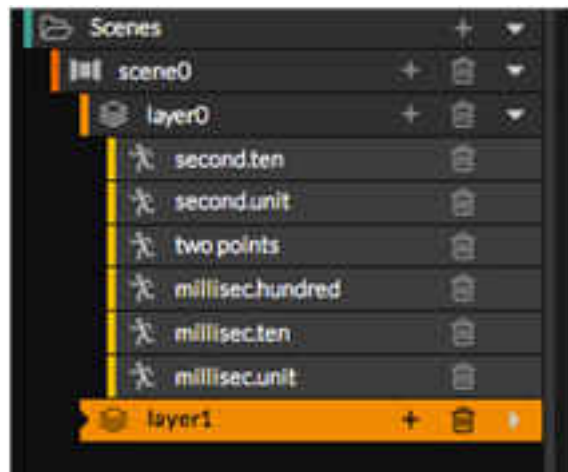 Scenes
scene0
layer0
second.ten
second.unit
two points
millisec.hundred
millisec.ten
millisec.unit
layer1